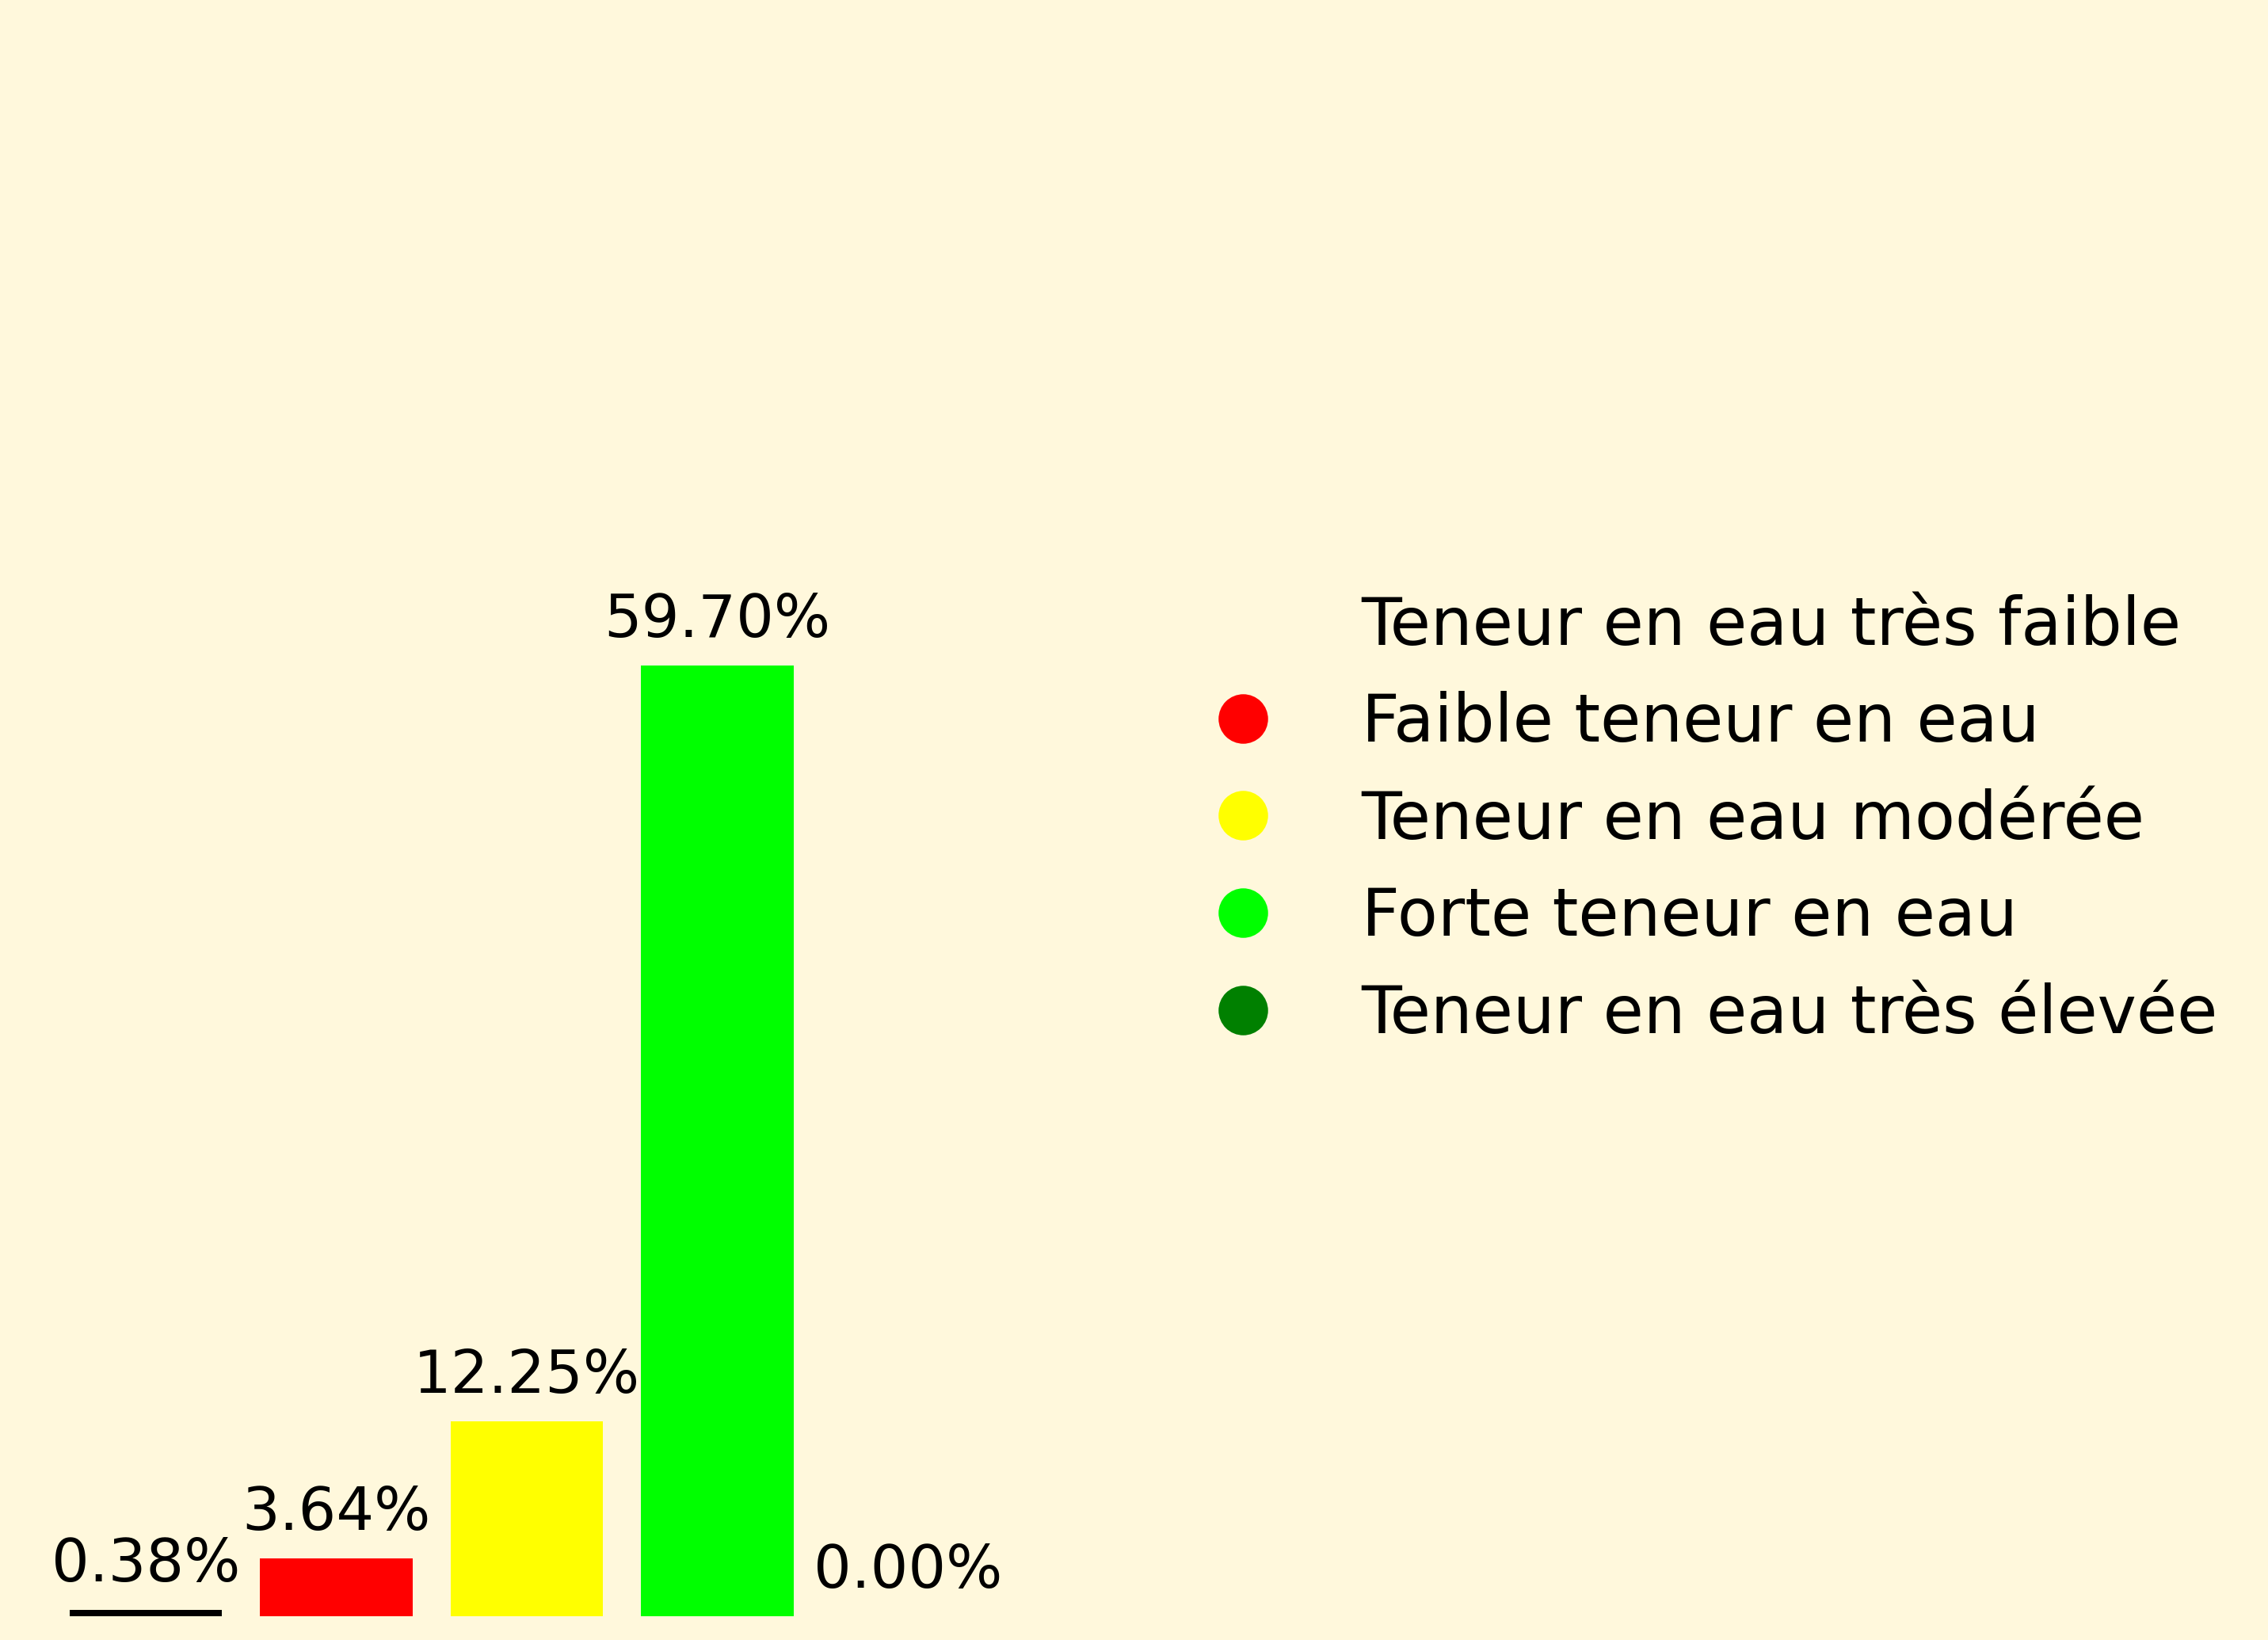 59.70%
12.25%
3.64%
0.38%
0.00%
Teneur en eau très faible
Faible teneur en eau
Teneur en eau modérée
Forte teneur en eau
Teneur en eau très élevée